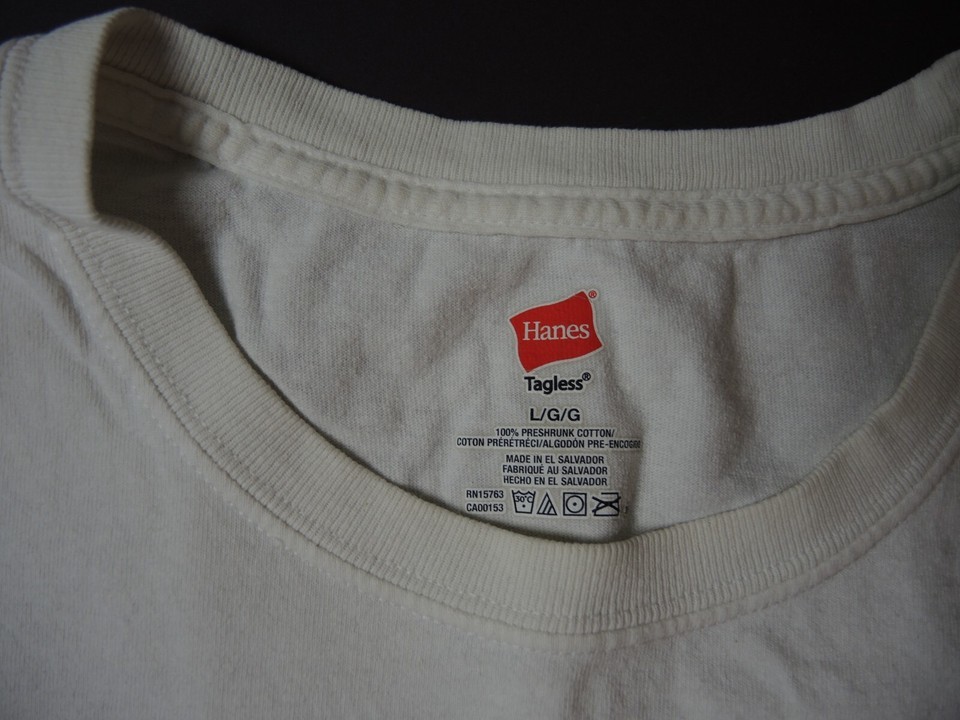 Hanes®
Tagless®
L/G/G
100% PRESHRUNK COTTON/
COTON PRÉRÉTRÉCI/ALGODÓN PRE-ENCOGIDO
MADE IN EL SALVADOR
FABRIQUÉ AU SALVADOR
HECHO EN EL SALVADOR
RN15763
CA00153
30°C